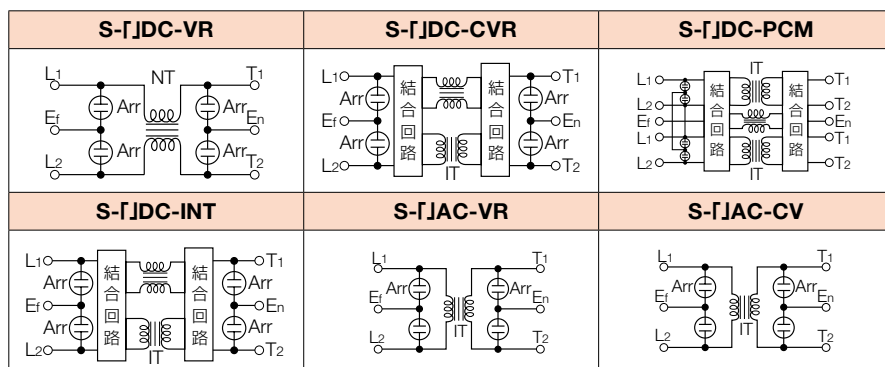 S-「」DC-VR
S-「」DC-CVR
S-「」DC-PCM
L1
NT
T1
Arr
Arr
Ef
En
Arr
Arr
L2
T2
L1
T1
Arr
Arr
結合回路
結合回路
Ef
En
Arr
Arr
L2
IT
T2
IT
L1
T1
L2
T2
結合回路
結合回路
Ef
En
L1
T1
L2
IT
T2
S-「」DC-INT
S-「」AC-VR
S-「」AC-CV
L1
T1
Arr
Arr
結合回路
結合回路
Ef
En
Arr
Arr
L2
IT
T2
L1
T1
Arr
Arr
Ef
En
IT
L2
T2
L1
T1
Arr
Arr
Ef
En
IT
L2
T2